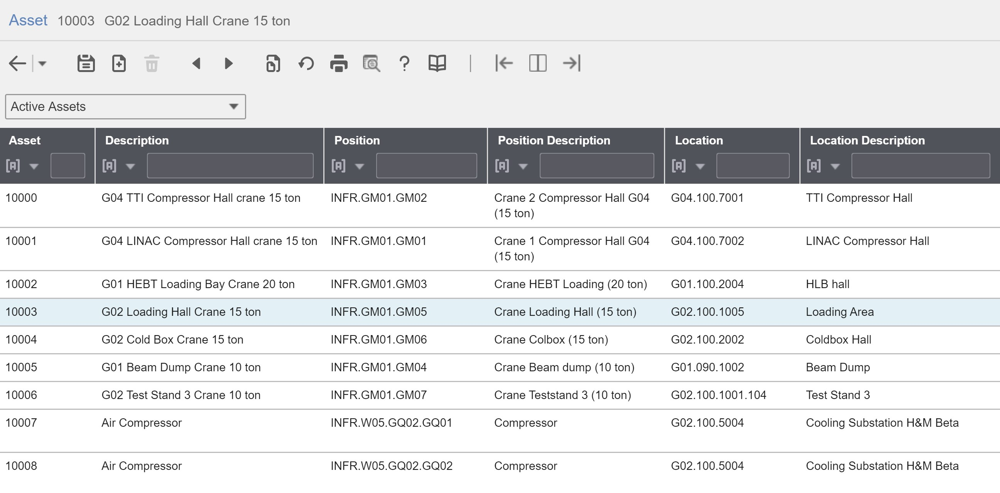 Asset 10003 G02 Loading Hall Crane 15 ton
?
Active Assets
Asset Description Position Position Description Location Location Description
[A] [A] [A] [A] [A] [A]
10000 G04 TTI Compressor Hall crane 15 ton INFR.GM01.GM02 Crane 2 Compressor Hall G04 G04.100.7001 TTI Compressor Hall
(15 ton)
10001 G04 LINAC Compressor Hall crane 15 ton INFR.GM01.GM01 Crane 1 Compressor Hall G04 G04.100.7002 LINAC Compressor Hall
(15 ton)
10002 G01 HEBT Loading Bay Crane 20 ton INFR.GM01.GM03 Crane HEBT Loading (20 ton) G01.100.2004 HLB hall
10003 G02 Loading Hall Crane 15 ton INFR.GM01.GM05 Crane Loading Hall (15 ton) G02.100.1005 Loading Area
10004 G02 Cold Box Crane 15 ton INFR.GM01.GM06 Crane Colbox (15 ton) G02.100.2002 Coldbox Hall
10005 G01 Beam Dump Crane 10 ton INFR.GM01.GM04 Crane Beam dump (10 ton) G01.090.1002 Beam Dump
10006 G02 Test Stand 3 Crane 10 ton INFR.GM01.GM07 Crane Teststand 3 (10 ton) G02.100.1001.104 Test Stand 3
10007 Air Compressor INFR.W05.GQ02.GQ01 Compressor G02.100.5004 Cooling Substation H&M Beta
10008 Air Compressor INFR.W05.GQ02.GQ02 Compressor G02.100.5004 Cooling Substation H&M Beta